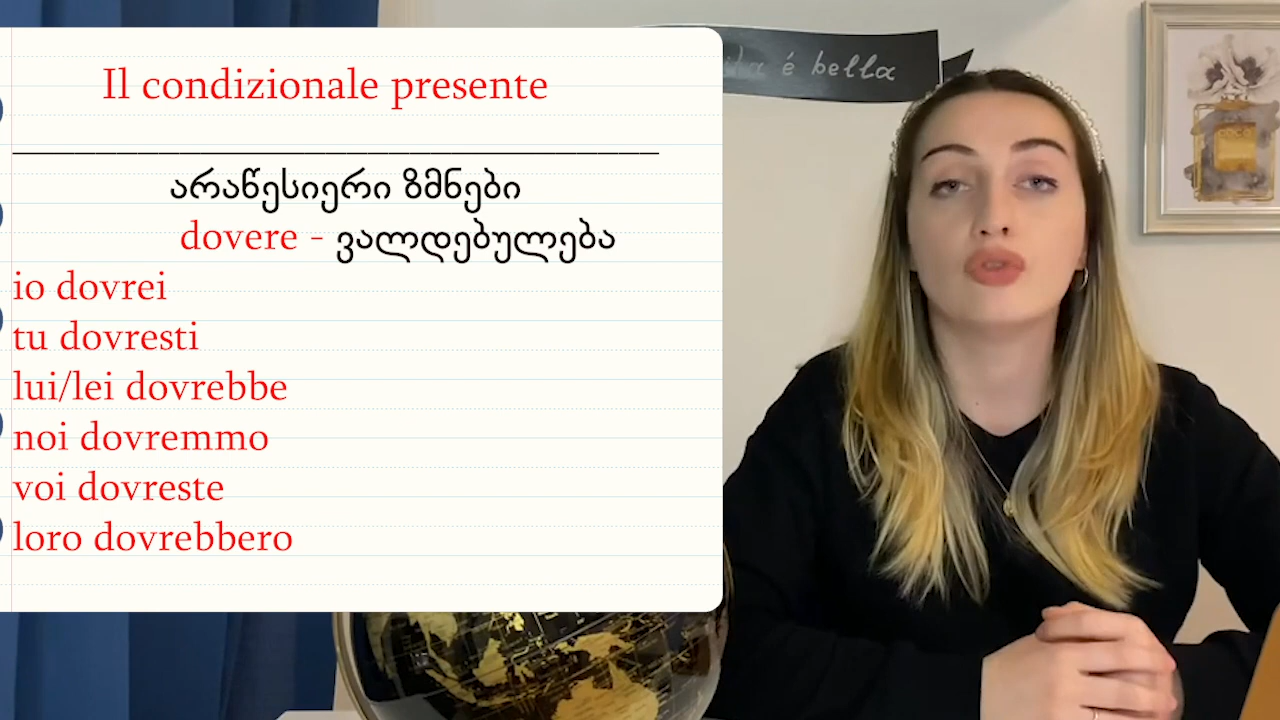 Il condizionale presente
არაწესიერი ზმნები
dovere - ვალდებულება
io dovrei
tu dovresti
lui/lei dovrebbe
noi dovremmo
voi dovreste
loro dovrebbero
é bella
COCO